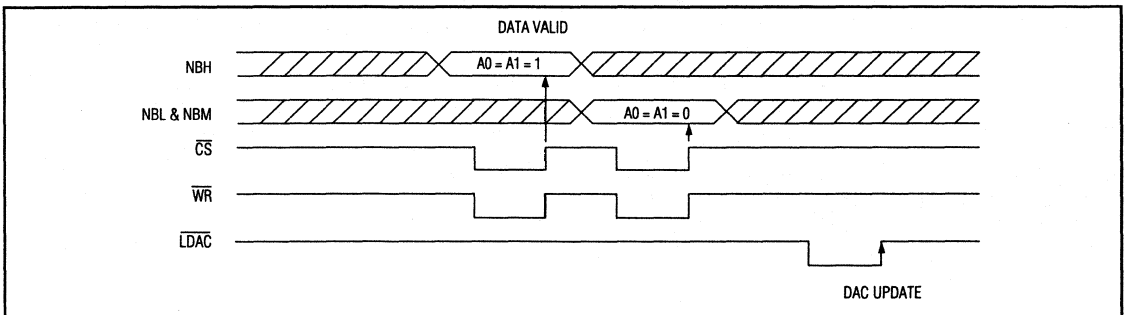 DATA VALID
NBH
A0 = A1 = 1
NBL & NBM
A0 = A1 = 0
CS
WR
LDAC
DAC UPDATE